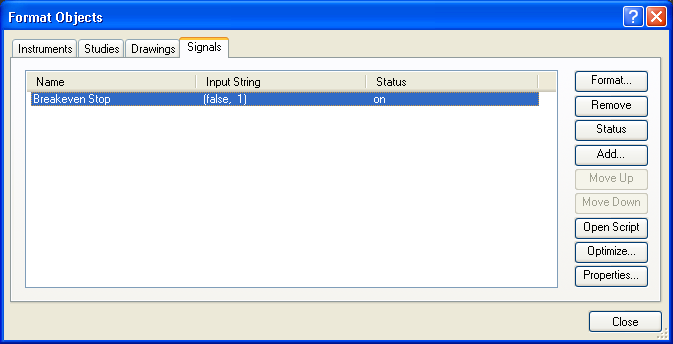 Format Objects
Instruments Studies Drawings Signals
Name Input String Status
Breakeven Stop (false, 1) on
Format...
Remove
Status
Add...
Move Up
Move Down
Open Script
Optimize...
Properties...
Close